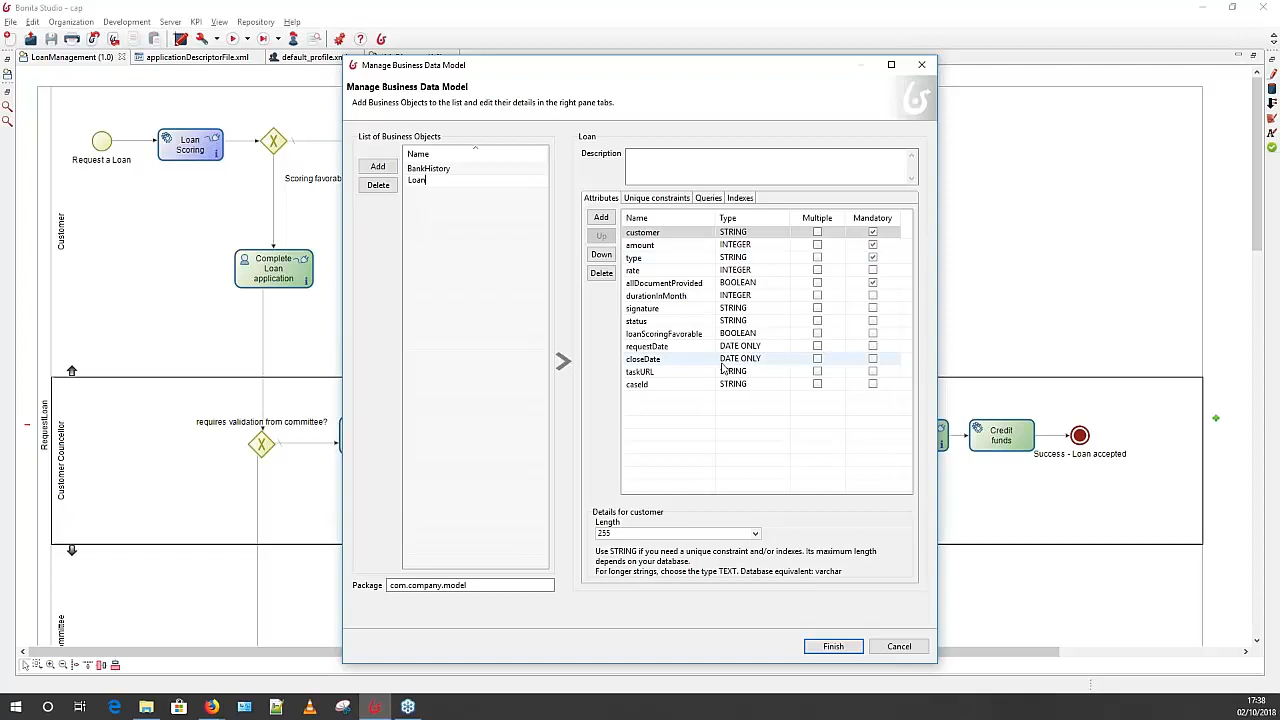 Bonita Studio - cap
File Edit Organization Development Server KPI View Repository Help
LoanManagement (1.0) applicationDescriptorFile.xml default_profile.xm
Request a Loan
Loan Scoring
X
Scoring favorab
Customer
Complete Loan application
RequestLoan
Customer Councellor
requires validation from committee?
X
Credit funds
Success - Loan accepted
mmittee
Manage Business Data Model
Manage Business Data Model
Add Business Objects to the list and edit their details in the right pane tabs.
List of Business Objects
Add
Delete
Name
BankHistory
Loan
Package com.company.model
Loan
Description
Attributes Unique constraints Queries Indexes
Add
Up
Down
Delete
Name Type Multiple Mandatory
customer STRING
amount INTEGER
type STRING
rate INTEGER
allDocumentProvided BOOLEAN
durationInMonth INTEGER
signature STRING
status STRING
loanScoringFavorable BOOLEAN
requestDate DATE ONLY
closeDate DATE ONLY
taskURL RING
caseId STRING
Details for customer
Length
255
Use STRING if you need a unique constraint and/or indexes. Its maximum length
depends on your database.
For longer strings, choose the type TEXT. Database equivalent: varchar
Finish Cancel
17:38
02/10/2018